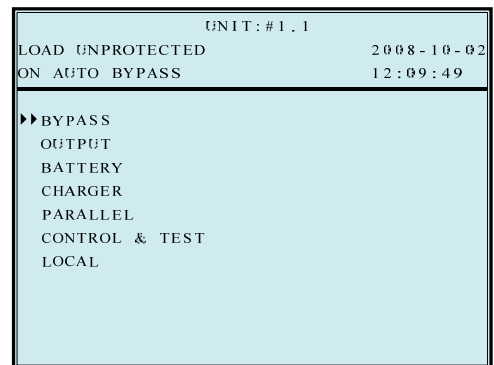 UNIT:#1.1
LOAD UNPROTECTED 2008-10-02
ON AUTO BYPASS 12:09:49
BYPASS
OUTPUT
BATTERY
CHARGER
PARALLEL
CONTROL & TEST
LOCAL